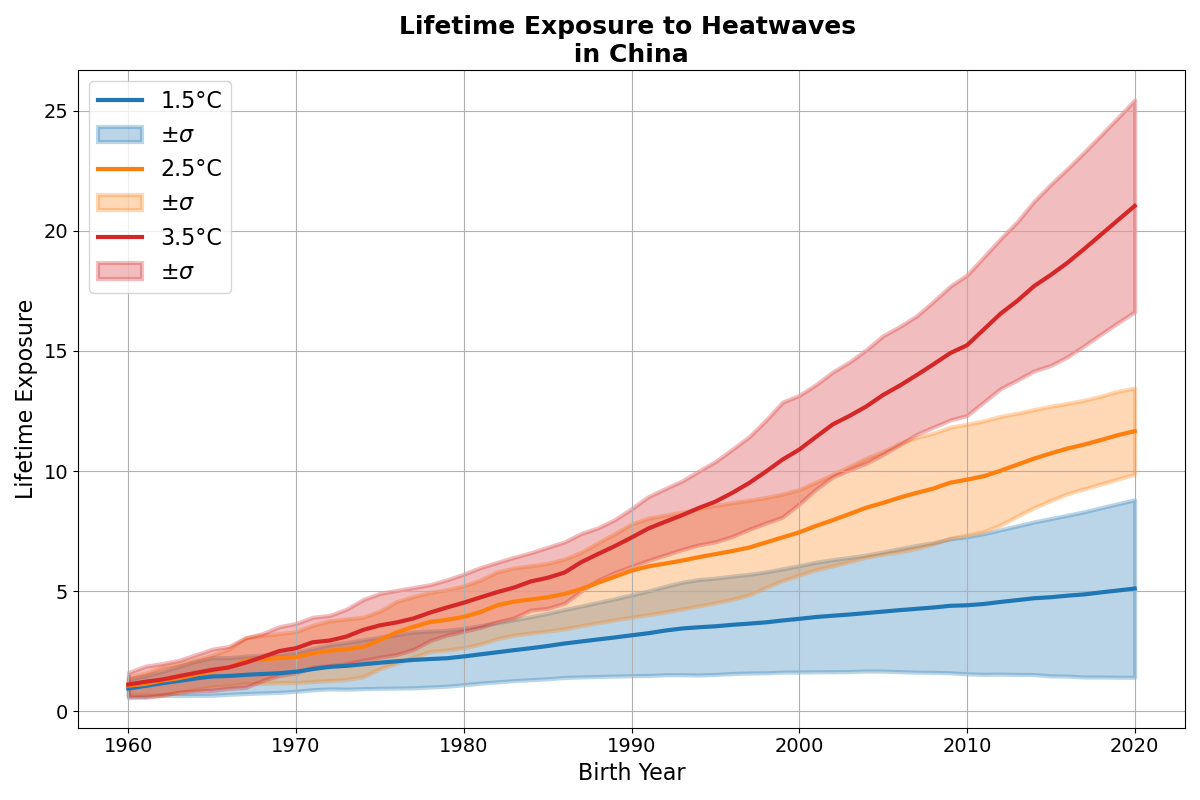 Lifetime Exposure to Heatwaves
in China
1.5°C
±σ
2.5°C
±σ
3.5°C
±σ
Lifetime Exposure
25
20
15
10
5
0
1960 1970 1980 1990 2000 2010 2020
Birth Year